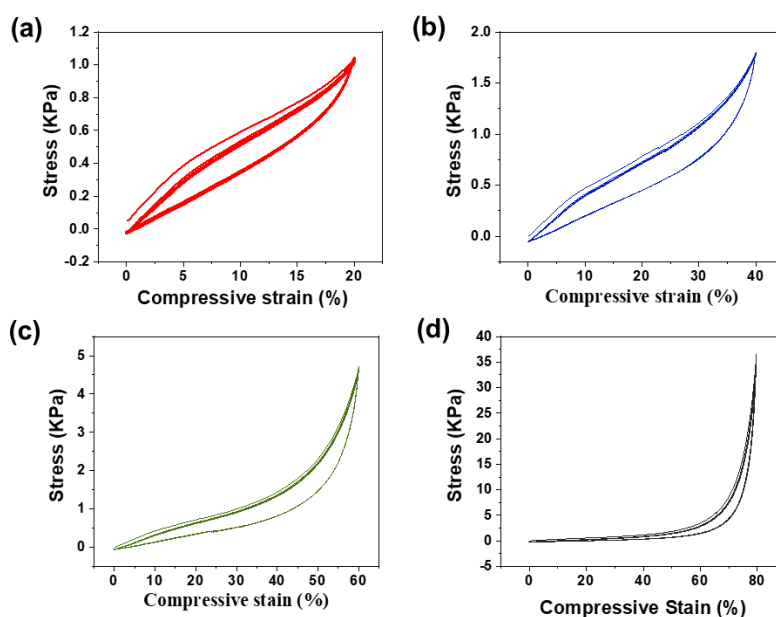 (a)
1.2
1.0
0.8
0.6
0.4
0.2
0.0
-0.2
Stress (KPa)
0 5 10 15 20
Compressive strain (%)
(b)
2.0
1.5
1.0
0.5
0.0
Stress (KPa)
0 10 20 30 40
Compressive strain (%)
(c)
5
4
3
2
1
0
Stress (KPa)
0 10 20 30 40 50 60
Compressive stain (%)
(d)
40
35
30
25
20
15
10
5
0
-5
Stress (KPa)
0 20 40 60 80
Compressive Stain (%)